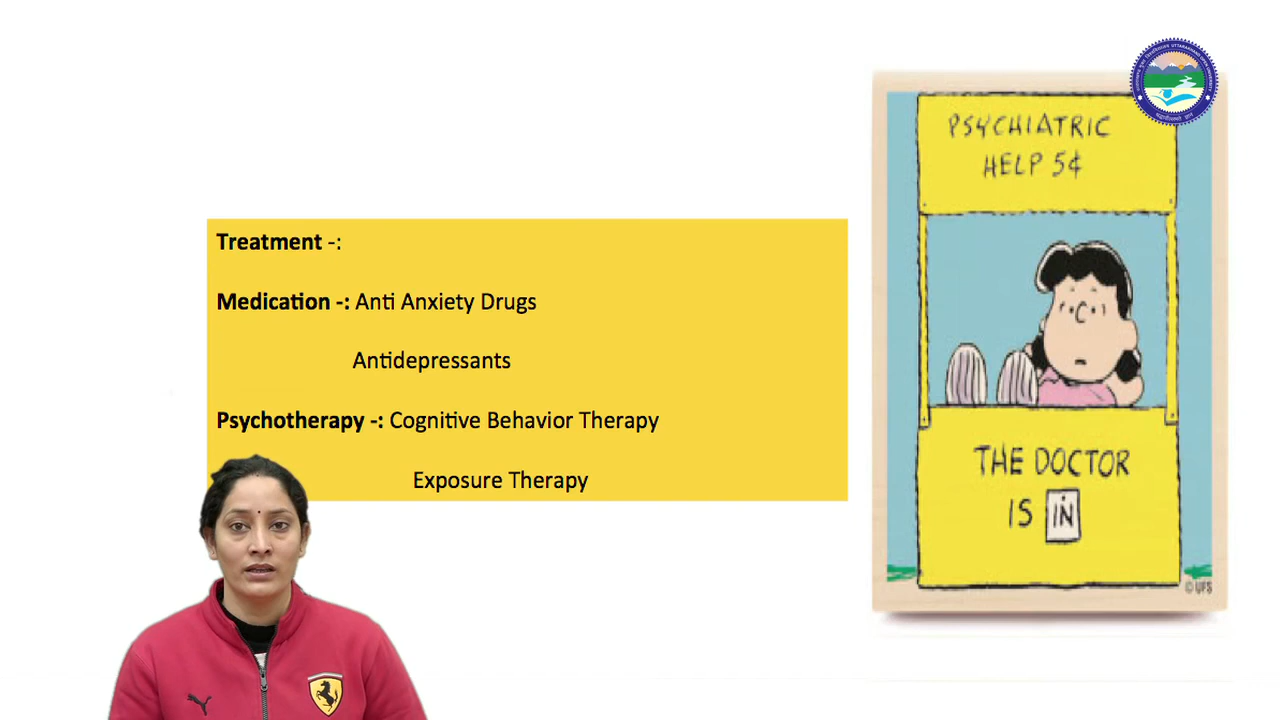 Treatment -:
Medication -: Anti Anxiety Drugs
Antidepressants
Psychotherapy -: Cognitive Behavior Therapy
Exposure Therapy
PSYCHIATRIC
HELP 5¢
THE DOCTOR
IS IN
© UFS